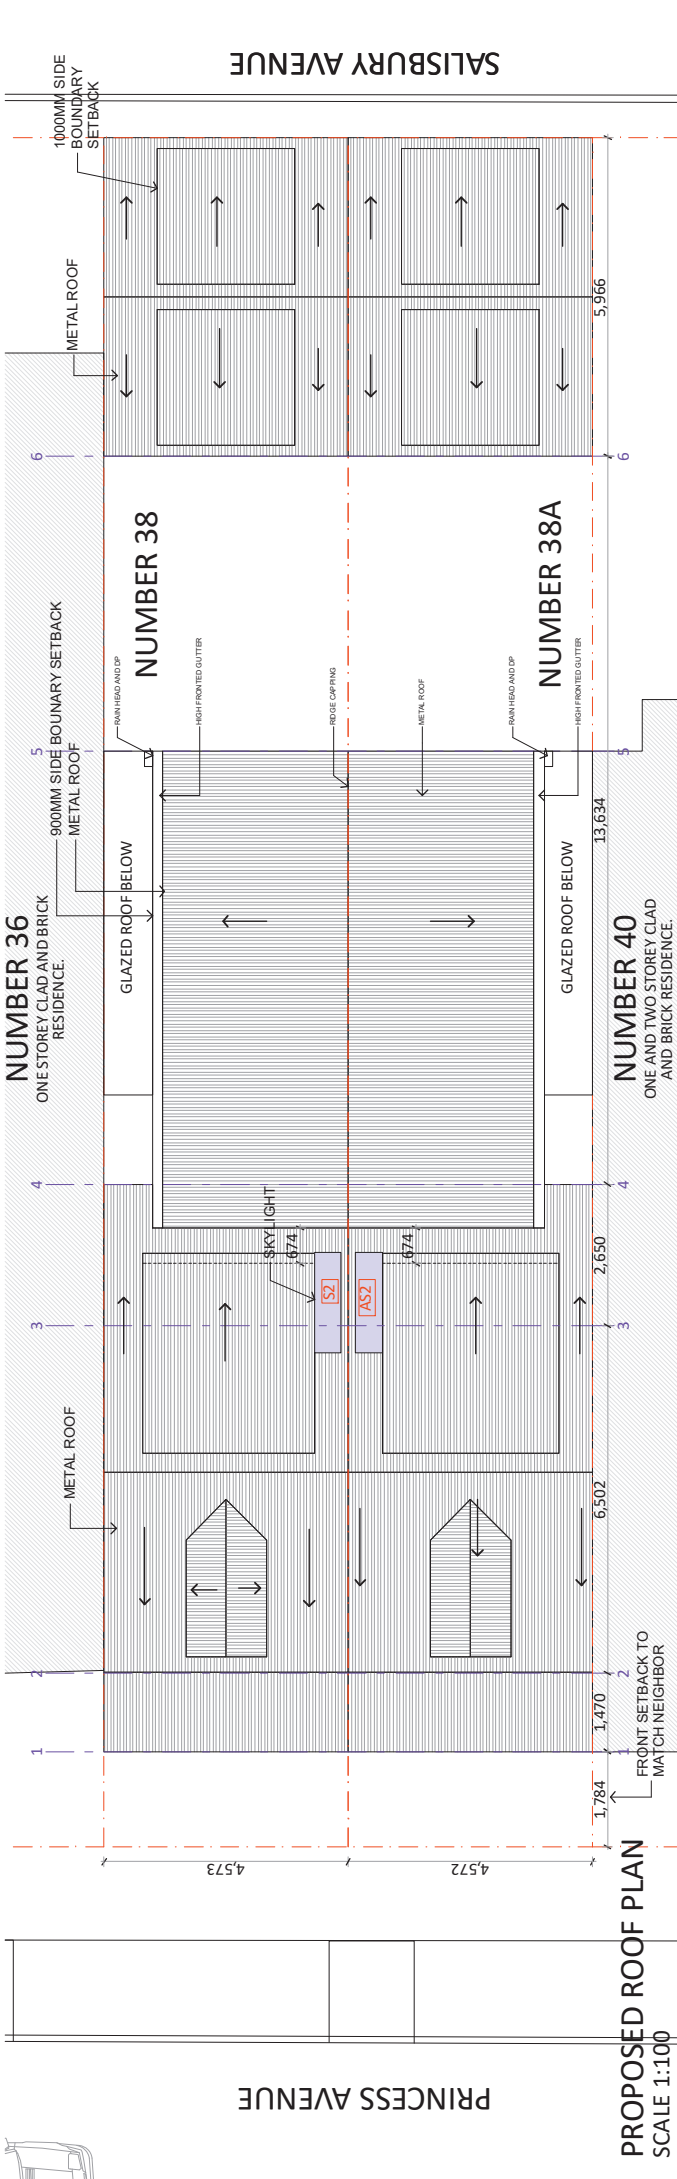 SALISBURY AVENUE
1000MM SIDE
BOUNDARY
SETBACK
METAL ROOF
5,966
6
6
NUMBER 38
NUMBER 38A
900MM SIDE BOUNARY SETBACK
METAL ROOF
RAIN HEAD AND DP
HIGH FRONTED GUTTER
RIDGE CAPPING
METAL ROOF
RAIN HEAD AND DP
HIGH FRONTED GUTTER
5
5
13,634
NUMBER 36
ONE STOREY CLAD AND BRICK
RESIDENCE.
GLAZED ROOF BELOW
GLAZED ROOF BELOW
NUMBER 40
ONE AND TWO STOREY CLAD
AND BRICK RESIDENCE.
4
4
SKYLIGHT
674
674
2,650
S2
AS2
3
3
METAL ROOF
6,502
2
2
1,470
1
1
FRONT SETBACK TO
MATCH NEIGHBOR
1,784
4,573
4,572
PROPOSED ROOF PLAN
SCALE 1:100
PRINCESS AVENUE